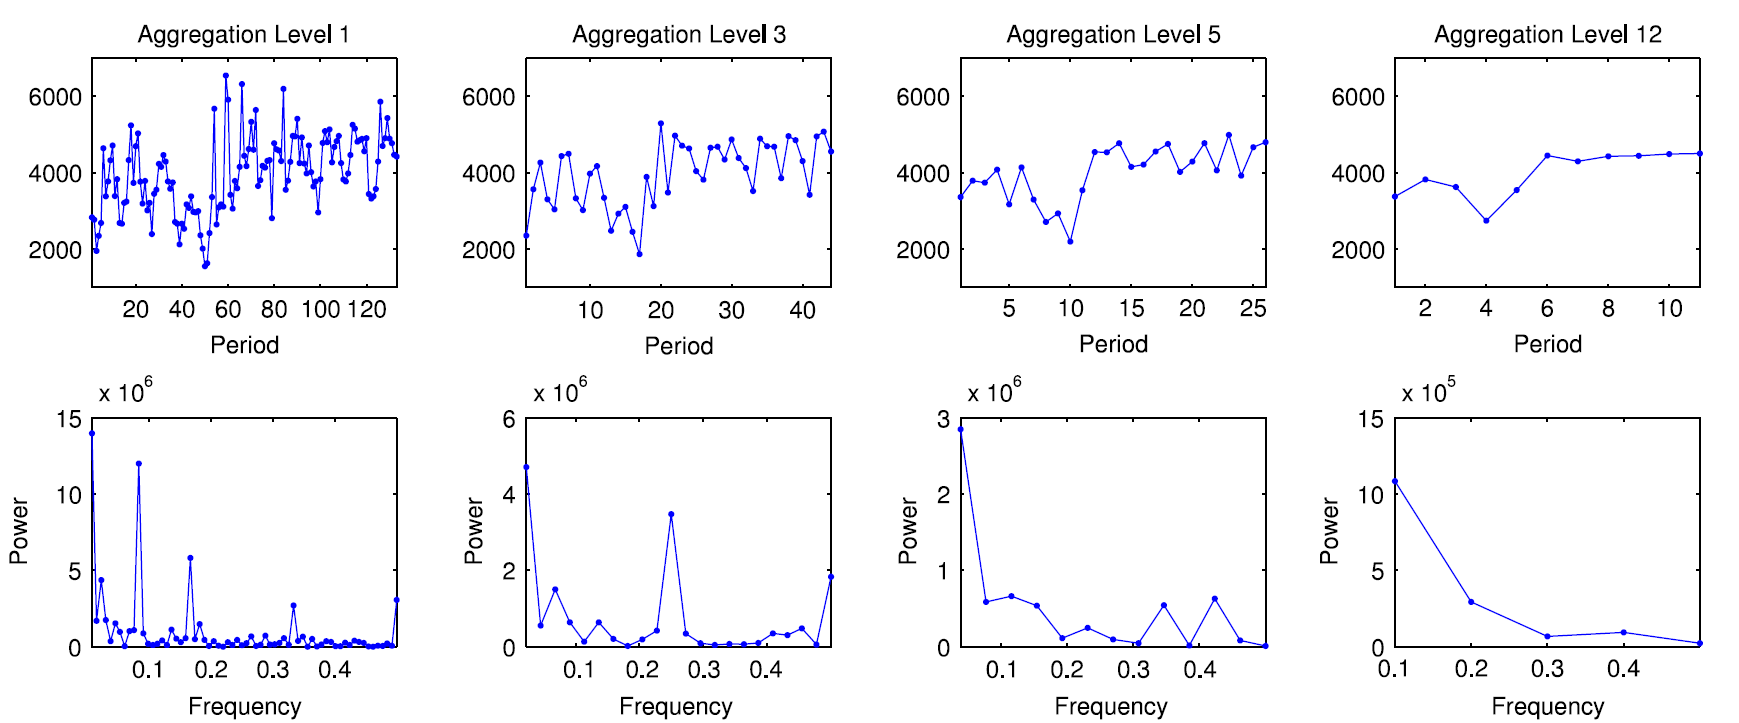 Aggregation Level 1
6000
4000
2000
20 40 60 80 100 120
Period
Aggregation Level 3
6000
4000
2000
10 20 30 40
Period
Aggregation Level 5
6000
4000
2000
5 10 15 20 25
Period
Aggregation Level 12
6000
4000
2000
2 4 6 8 10
Period
x 10^6
15
10
5
0
Power
0.1 0.2 0.3 0.4
Frequency
x 10^6
6
4
2
0
Power
0.1 0.2 0.3 0.4
Frequency
x 10^6
3
2
1
0
Power
0.1 0.2 0.3 0.4
Frequency
x 10^5
15
10
5
0
Power
0.1 0.2 0.3 0.4
Frequency